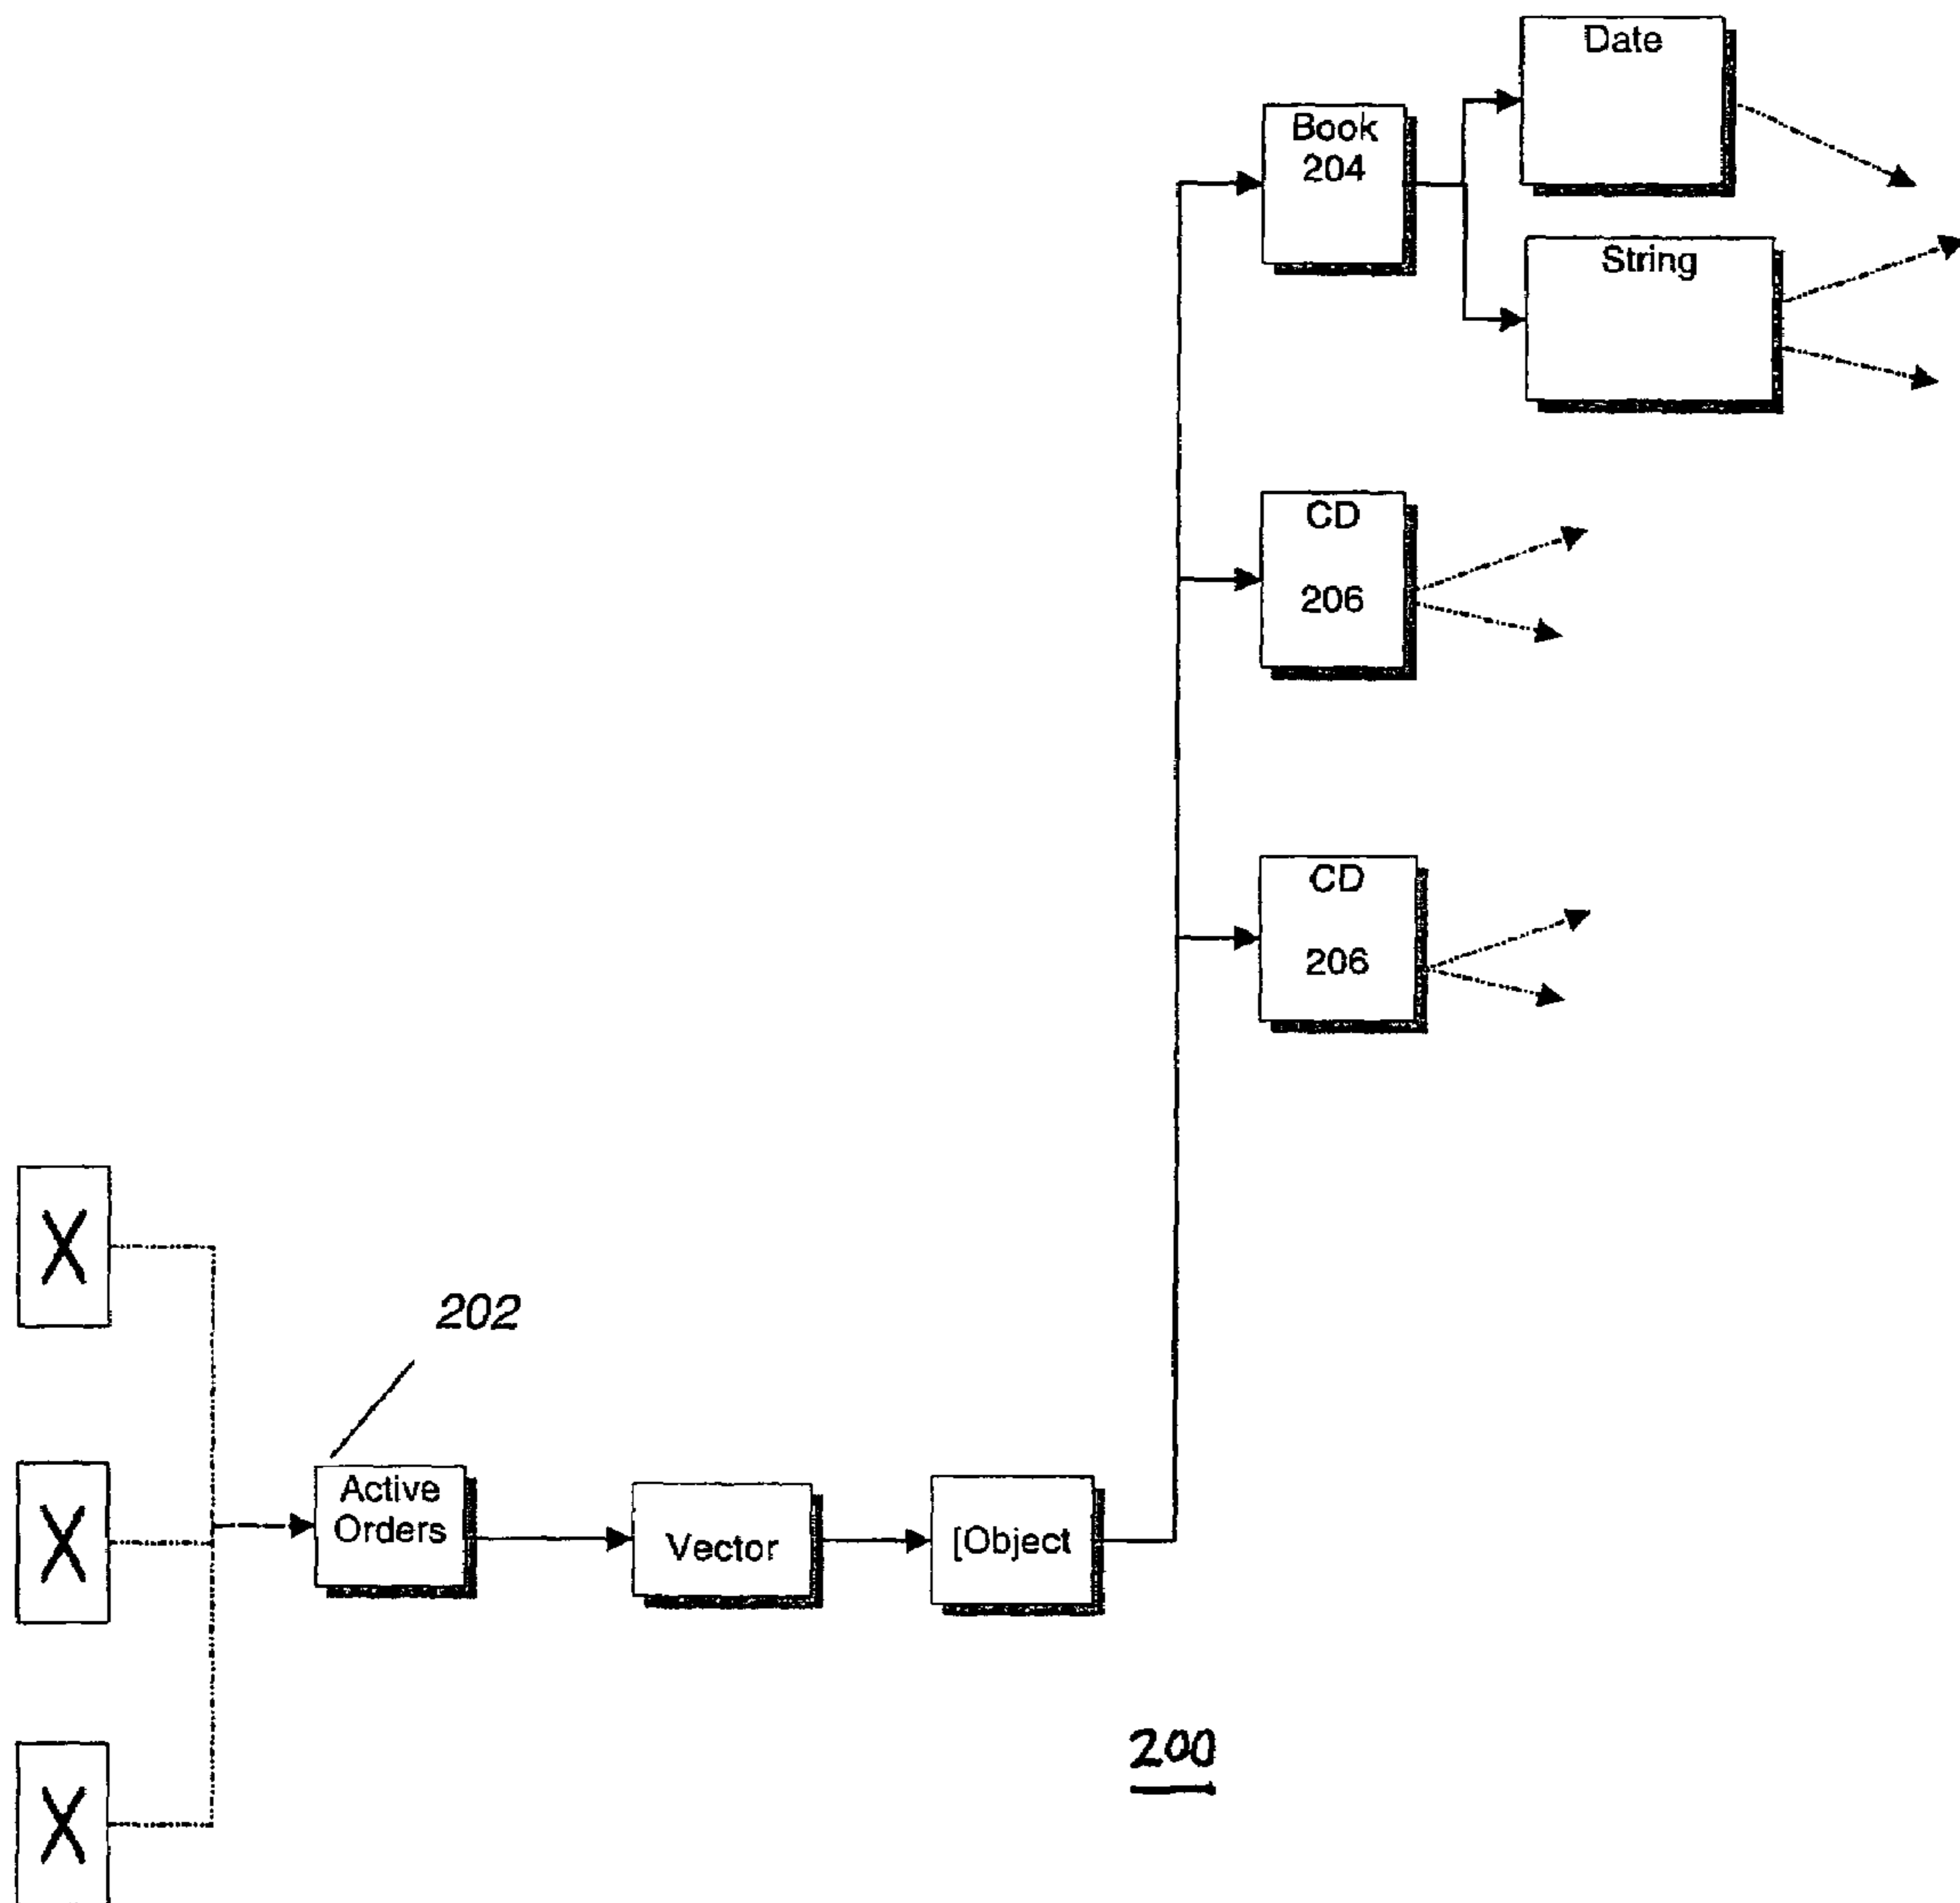 Date
Book
204
String
CD
206
CD
206
X
202
Active
Orders
X
Vector
[Object
200
X